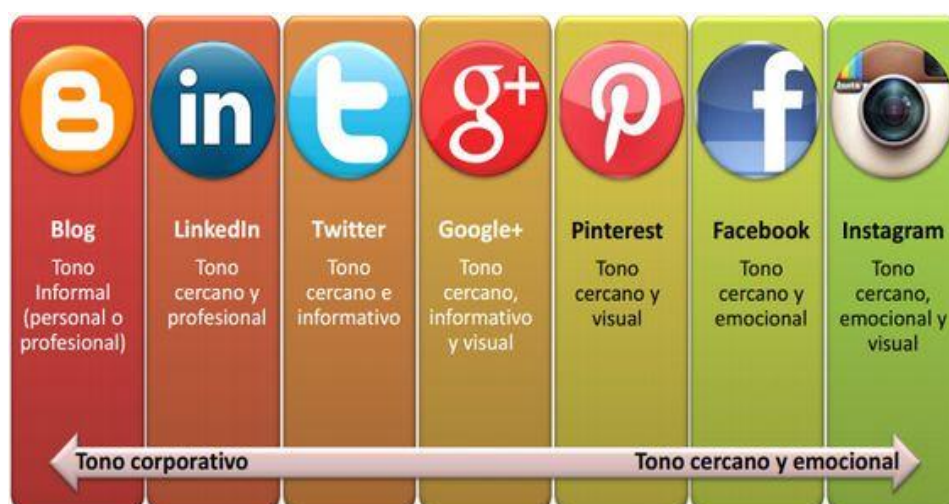 B
in
t
g+
p
f
Insta
Blog
Tono
Informal
(personal o
profesional)
LinkedIn
Tono
cercano y
profesional
Twitter
Tono
cercano e
informativo
Google+
Tono
cercano,
informativo
y visual
Pinterest
Tono
cercano y
visual
Facebook
Tono
cercano y
emocional
Instagram
Tono
cercano,
emocional y
visual
Tono corporativo
Tono cercano y emocional